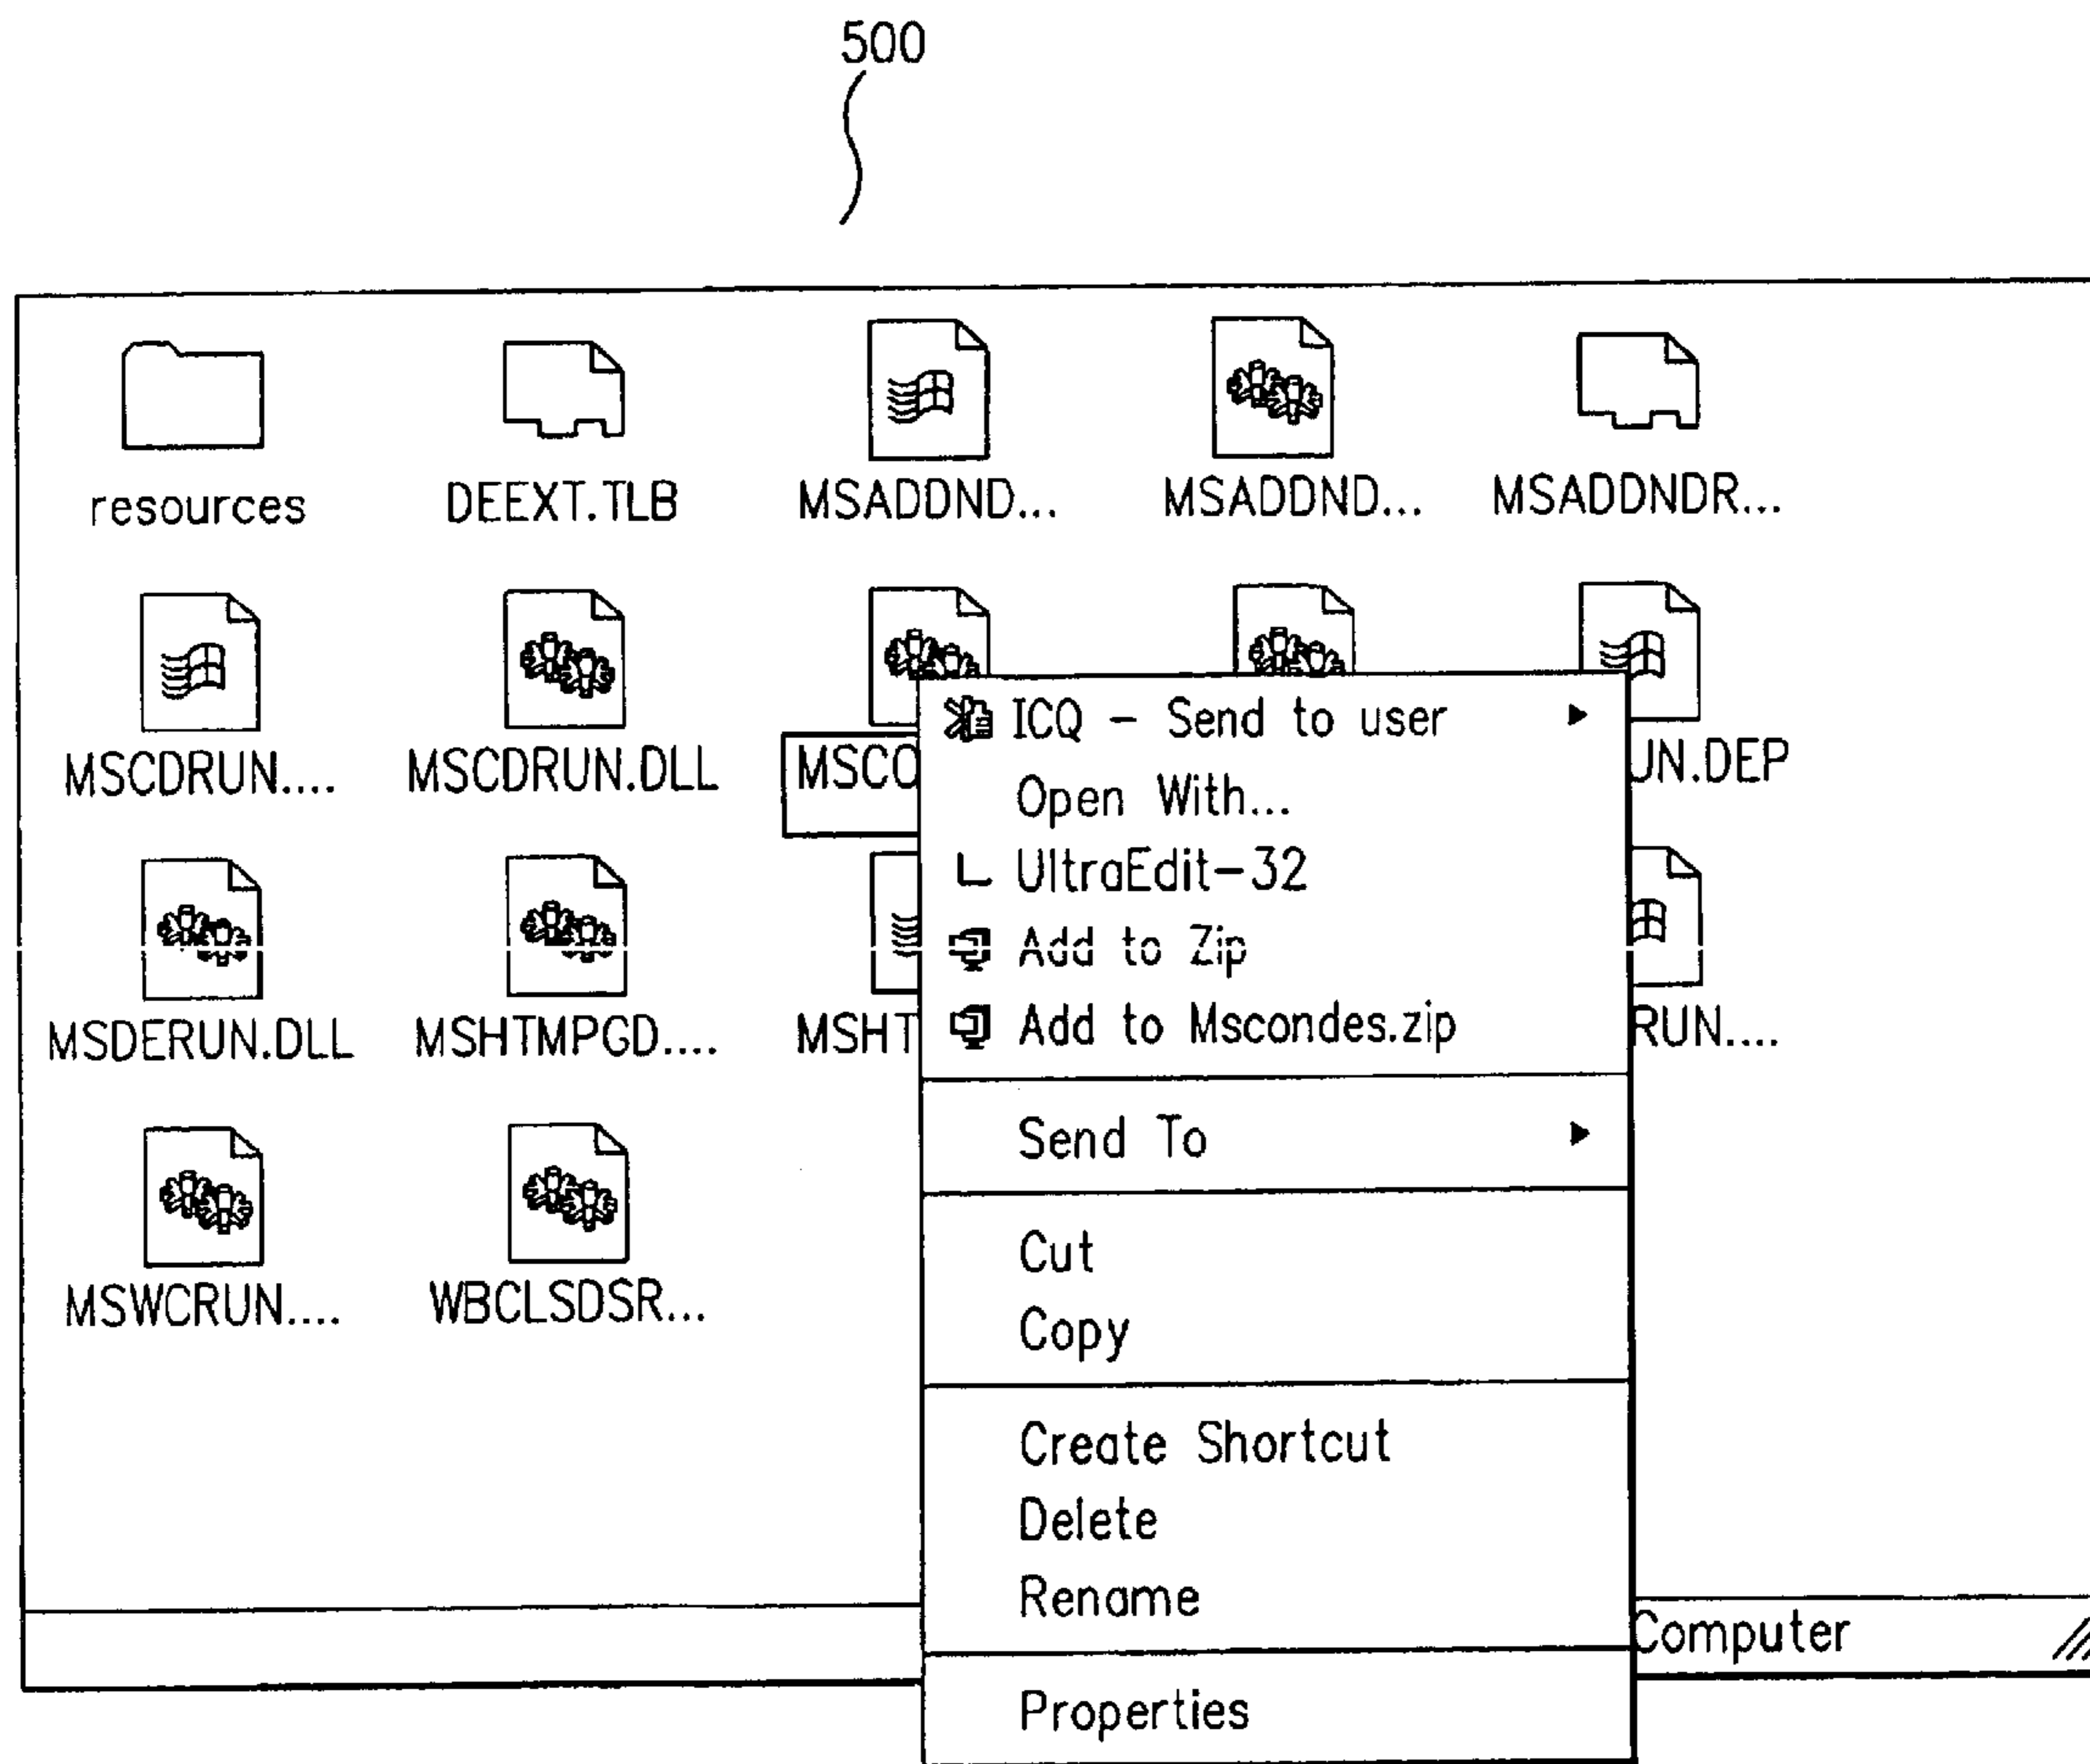 500
resources DEEXT.TLB MSADDND... MSADDND... MSADDNDR...
MSCDRUN.... MSCDRUN.DLL MSCO UN.DEP
MSDERUN.DLL MSHTMPGD.... MSHT RUN....
MSWCRUN.... WBCLSDSR...
ICQ - Send to user
Open With...
UltraEdit-32
Add to Zip
Add to Mscondes.zip
Send To
Cut
Copy
Create Shortcut
Delete
Rename
Properties
Computer